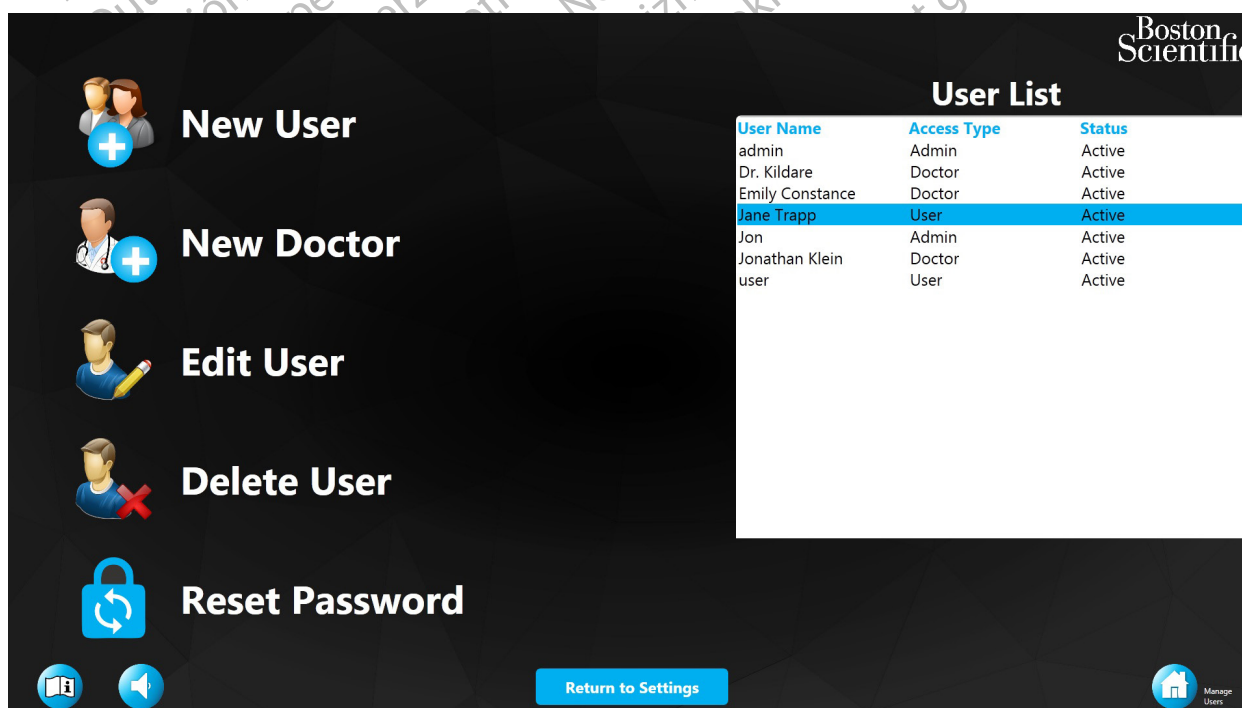 Boston
Scientific
New User
New Doctor
Edit User
Delete User
Reset Password
User List
User Name Access Type Status
admin Admin Active
Dr. Kildare Doctor Active
Emily Constance Doctor Active
Jane Trapp User Active
Jon Admin Active
Jonathan Klein Doctor Active
user User Active
Return to Settings
Manage
Users